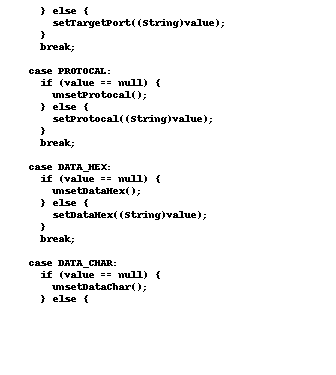 } else {
setTargetPort((String)value);
}
break;
case PROTOCAL:
if (value == null) {
unsetProtocal();
} else {
setProtocal((String)value);
}
break;
case DATA_HEX:
if (value == null) {
unsetDataHex();
} else {
setDataHex((String)value);
}
break;
case DATA_CHAR:
if (value == null) {
unsetDataChar();
} else {